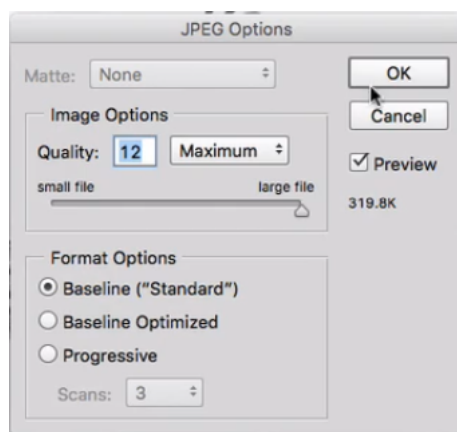 JPEG Options
Matte: None
OK
Cancel
Preview
319.8K
Image Options
Quality: 12 Maximum
small file large file
Format Options
Baseline ("Standard")
Baseline Optimized
Progressive
Scans: 3